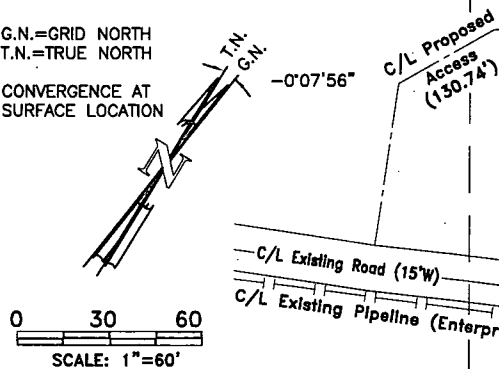 G.N.=GRID NORTH
T.N.=TRUE NORTH
CONVERGENCE AT
SURFACE LOCATION
T.N.
G.N.
-0°07'56"
N
C/L Proposed
Access
(130.74')
C/L Existing Road (15'W)
C/L Existing Pipeline (Enterpr
0 30 60
SCALE: 1"=60'